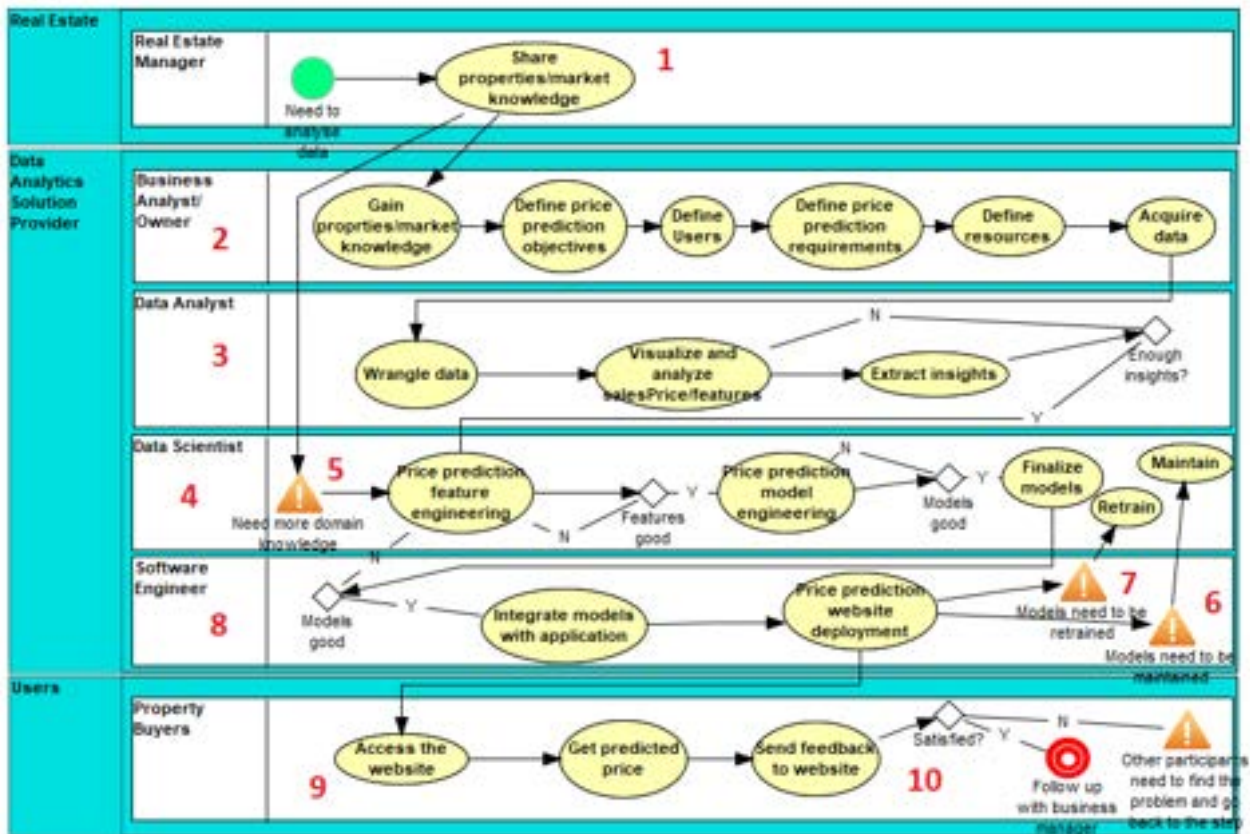 Real Estate
Real Estate
Manager
Share
properties/market
knowledge
1
Need to
analyse
data
Data
Analytics
Solution
Provider
Business
Analyst/
Owner
2
Gain
proprties/market
knowledge
Define price
prediction
objectives
Define
Users
Define price
prediction
requirements
Define
resources
Acquire
data
Data Analyst
3
Wrangle data
Visualize and
analyze
salesPrice/features
Extract insights
N
Enough
insights?
Y
Data Scientist
4
5
Need more domain
knowledge
Price prediction
feature
engineering
N
Y
Features
good
N
Price prediction
model
engineering
N
Y
Models
good
Finalize
models
Retrain
Maintain
Software
Engineer
8
Models
good
Y
Integrate models
with application
Price prediction
website
deployment
7
Models need to be
retrained
6
Models need to be
maintained
Users
Property
Buyers
9
Access the
website
Get predicted
price
Send feedback
to website
10
Satisfied?
Y
N
Follow up
with business
manager
Other participants
need to find the
problem and go
back to the step